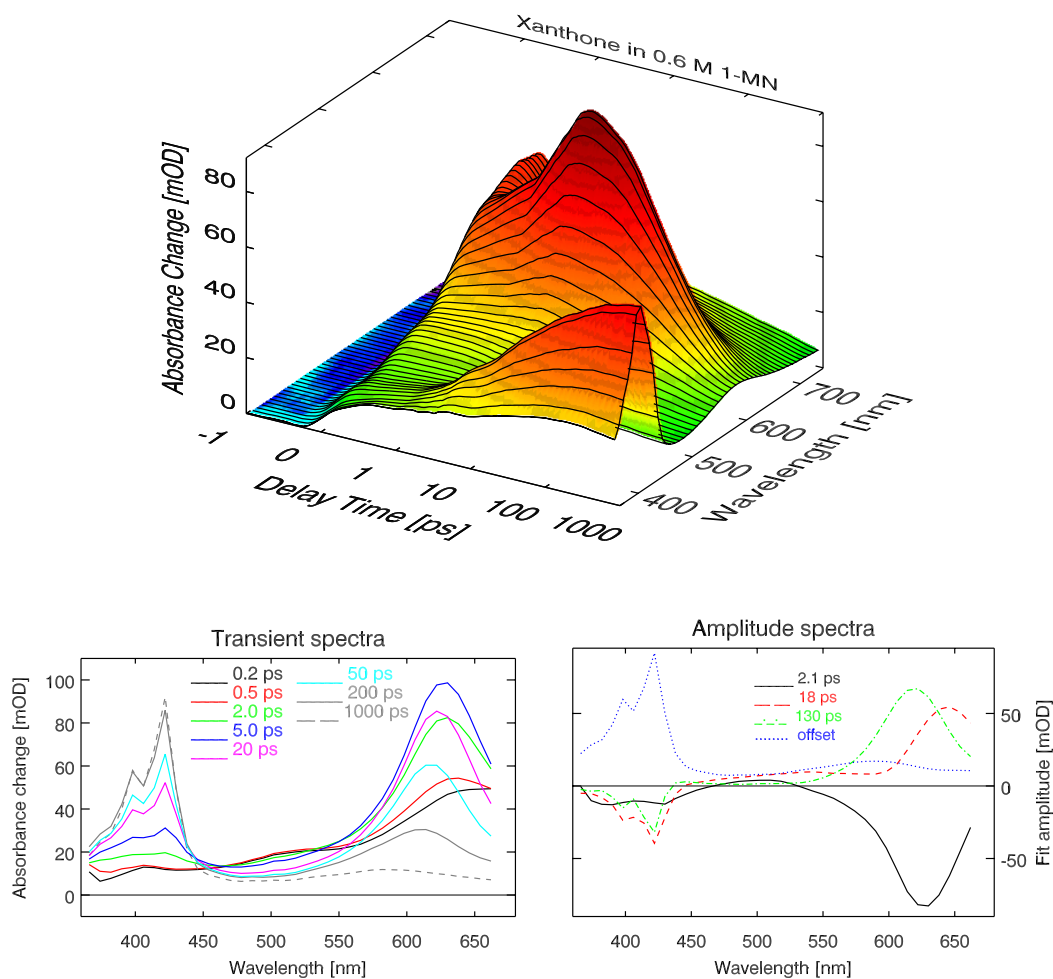 Xanthone in 0.6 M 1-MN
Absorbance Change [mOD]
80
60
40
20
0
-1
0
1
10
100
1000
Delay Time [ps]
400
500
600
700
Wavelength [nm]
Transient spectra
Absorbance change [mOD]
100
80
60
40
20
0
0.2 ps
0.5 ps
2.0 ps
5.0 ps
20 ps
50 ps
200 ps
1000 ps
400 450 500 550 600 650
Wavelength [nm]
Amplitude spectra
2.1 ps
18 ps
130 ps
offset
50
0
-50
Fit amplitude [mOD]
400 450 500 550 600 650
Wavelength [nm]